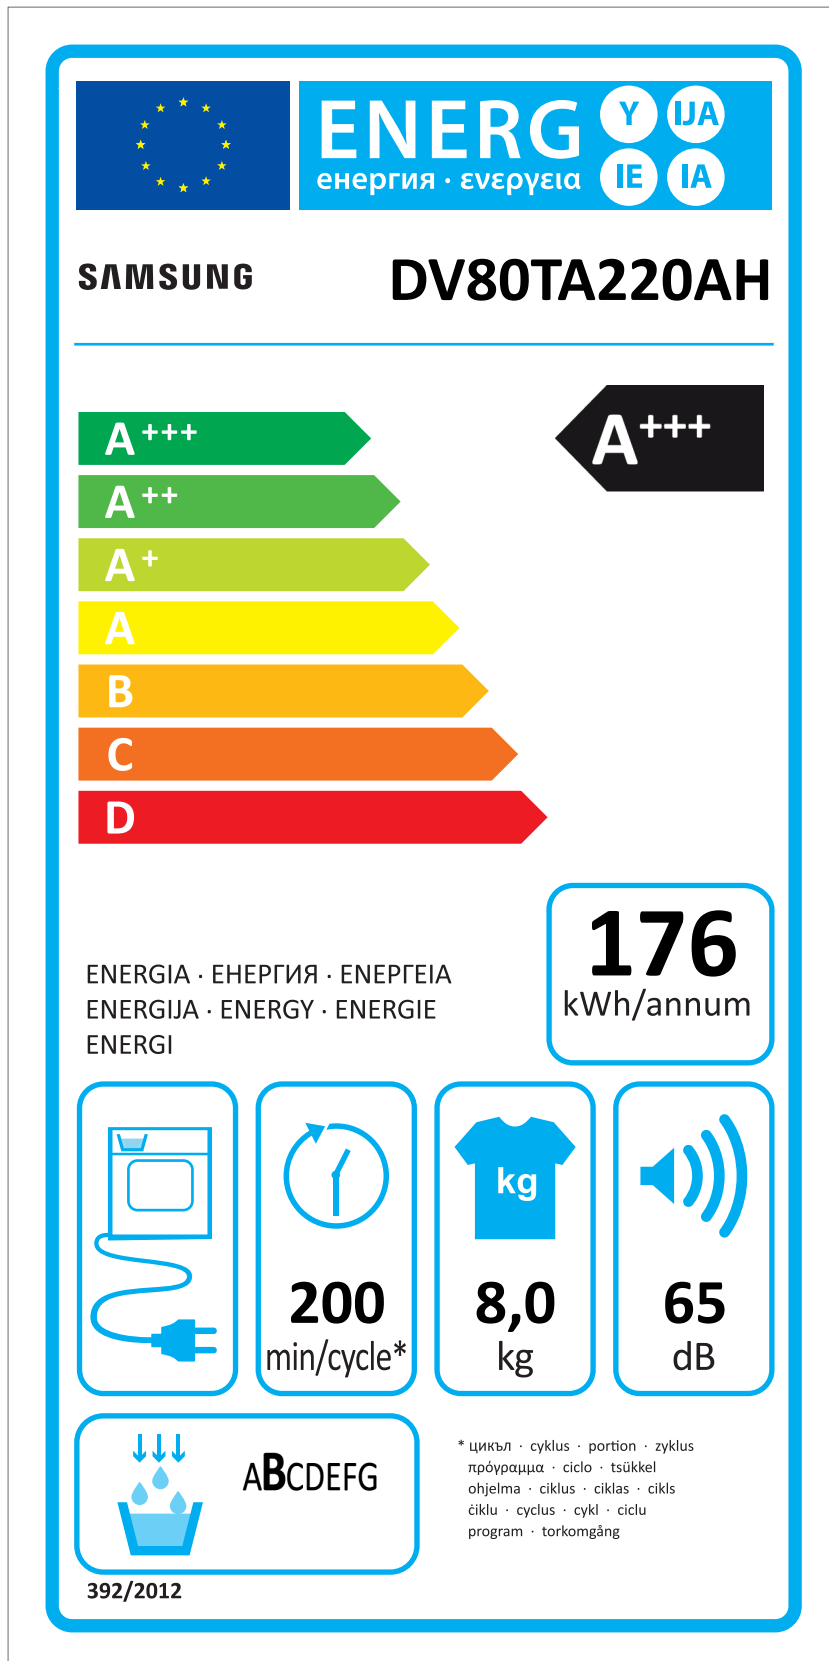 ENERG Y IJA
енергия · ενεργεια IE IA
SAMSUNG DV80TA220AH
A+++ A+++
A++
A+
A
B
C
D
176
kWh/annum
ENERGIA · ЕНЕРГИЯ · ΕΝΕΡΓΕΙΑ
ENERGIJA · ENERGY · ENERGIE
ENERGI
kg
200 8,0 65
min/cycle* kg dB
ABCDEFG
* цикъл · cyklus · portion · zyklus
πρόγραμμα · ciclo · tsükkel
ohjelma · ciklus · ciklas · cikls
ċiklu · cyclus · cykl · ciclu
program · torkomgång
392/2012